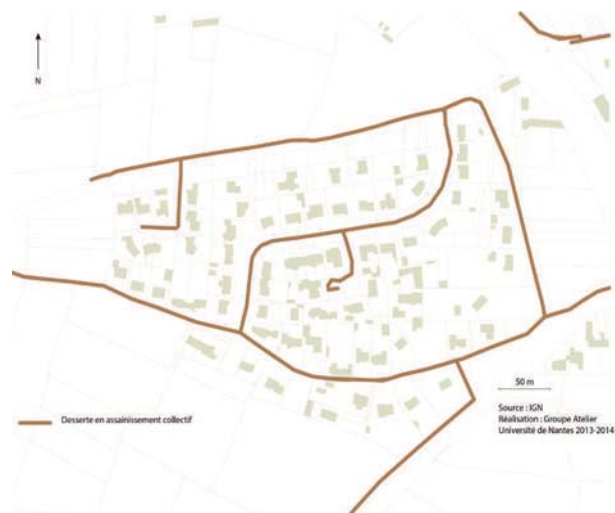 N
50 m
Desserte en assainissement collectif
Source : IGN
Réalisation : Groupe Atelier
Université de Nantes 2013-2014